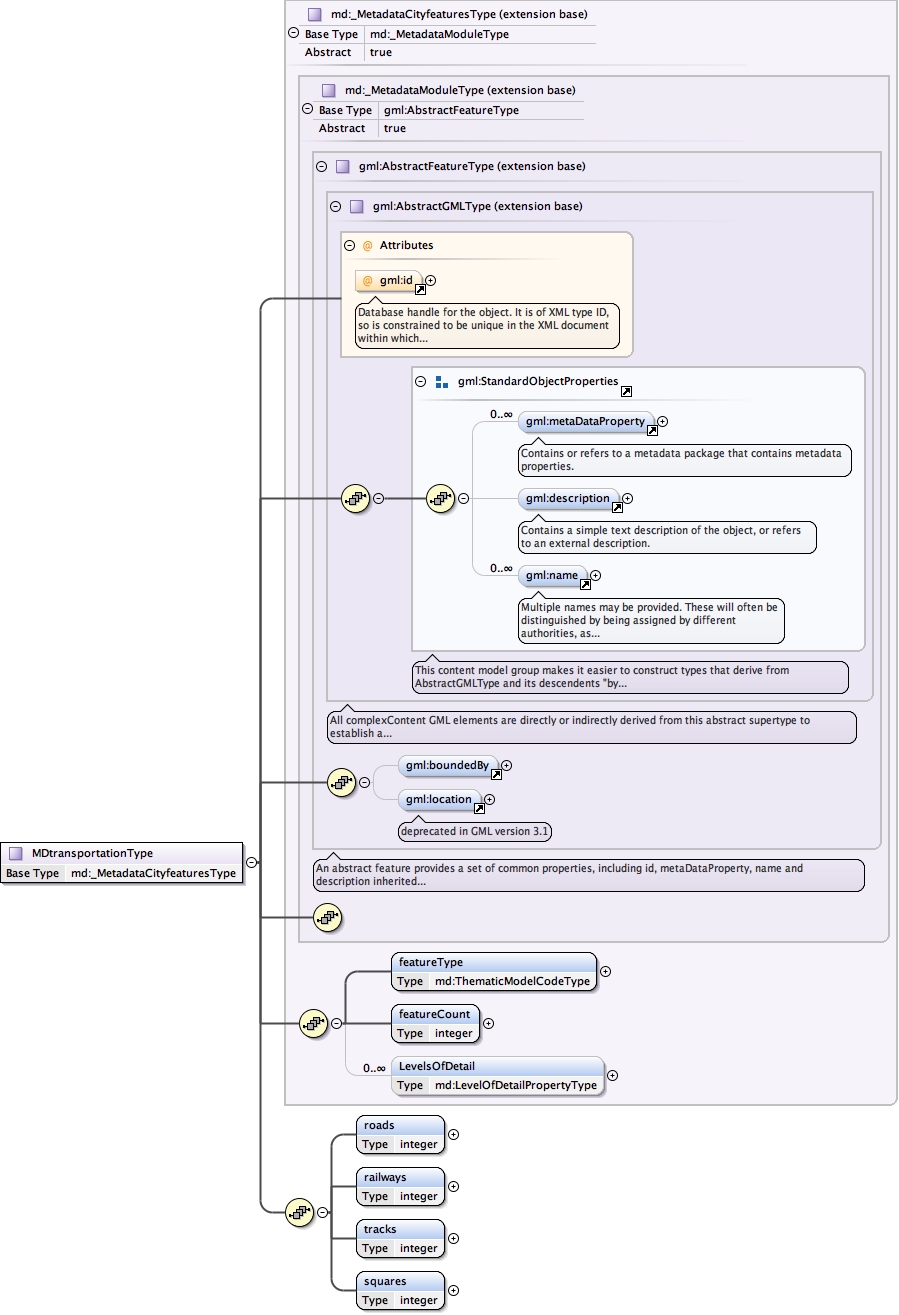 md:_MetadataCityfeaturesType (extension base)
Base Type md:_MetadataModuleType
Abstract true
md:_MetadataModuleType (extension base)
Base Type gml:AbstractFeatureType
Abstract true
gml:AbstractFeatureType (extension base)
gml:AbstractGMLType (extension base)
@ Attributes
@ gml:id
Database handle for the object. It is of XML type ID,
so is constrained to be unique in the XML document
within which...
gml:StandardObjectProperties
0..∞
gml:metaDataProperty
Contains or refers to a metadata package that contains metadata
properties.
gml:description
Contains a simple text description of the object, or refers
to an external description.
0..∞
gml:name
Multiple names may be provided. These will often be
distinguished by being assigned by different
authorities, as...
This content model group makes it easier to construct types that derive from
AbstractGMLType and its descendents "by...
All complexContent GML elements are directly or indirectly derived from this abstract supertype to
establish a...
gml:boundedBy
gml:location
deprecated in GML version 3.1
MDtransportationType
Base Type md:_MetadataCityfeaturesType
An abstract feature provides a set of common properties, including id, metaDataProperty, name and
description inherited...
featureType
Type md:ThematicModelCodeType
featureCount
Type integer
0..∞
LevelsOfDetail
Type md:LevelOfDetailPropertyType
roads
Type integer
railways
Type integer
tracks
Type integer
squares
Type integer